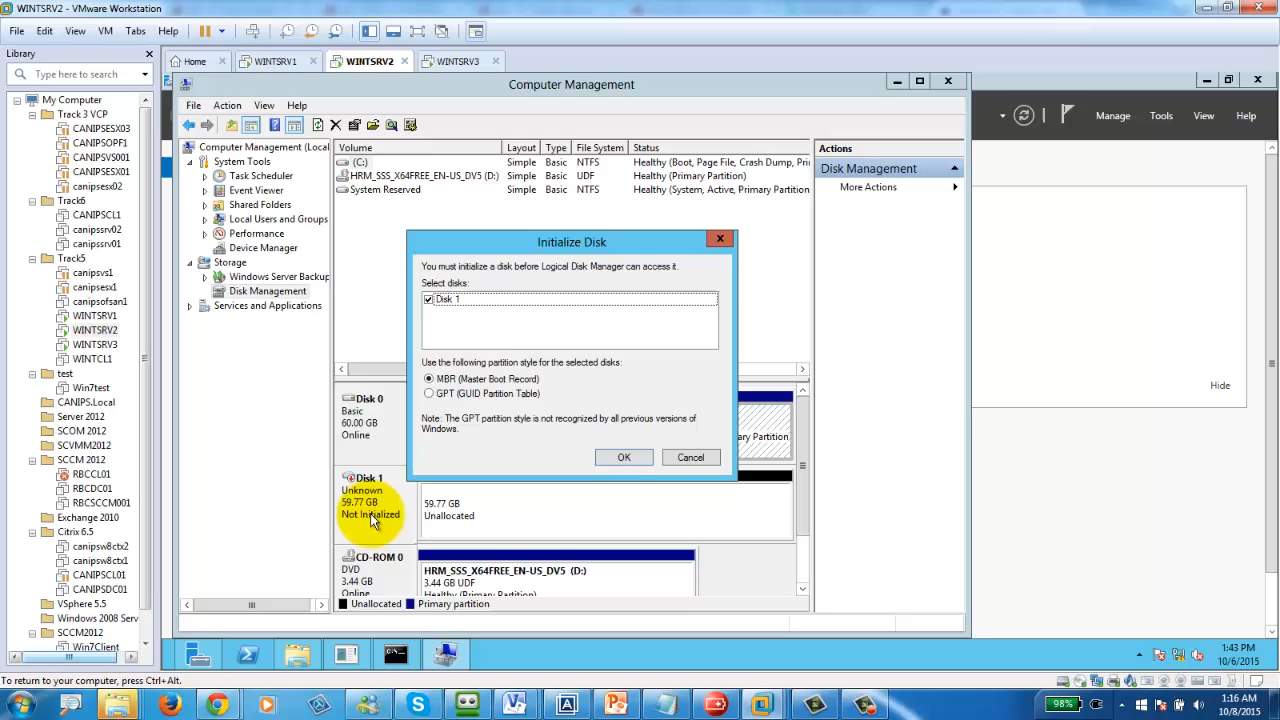 WINTSRV2 - VMware Workstation
File Edit View VM Tabs Help
Library
Type here to search
My Computer
Track 3 VCP
CANIPSESX03
CANIPSOPF1
CANIPSVS001
CANIPSESX01
canipsesx02
Track6
CANIPSCL1
canipssrv02
canipssrv01
Track5
canipsvs1
canipsesx1
canipsofsan1
WINTSRV1
WINTSRV2
WINTSRV3
WINTCL1
test
Win7test
CANIPS.Local
Server 2012
SCOM 2012
SCVMM2012
SCCM 2012
RBCCL01
RBCDC01
RBCSCCM001
Exchange 2010
Citrix 6.5
canipsw8ctx2
canipsw8ctx1
CANIPSCL01
CANIPSDC01
VSphere 5.5
Windows 2008 Serv
SCCM2012
Win7Client
Home WINTSRV1 WINTSRV2 WINTSRV3
Computer Management
File Action View Help
Computer Management (Local
System Tools
Task Scheduler
Event Viewer
Shared Folders
Local Users and Groups
Performance
Device Manager
Storage
Windows Server Backup
Disk Management
Services and Applications
Volume Layout Type File System Status
(C:) Simple Basic NTFS Healthy (Boot, Page File, Crash Dump, Pri
HRM_SSS_X64FREE_EN-US_DV5 (D:) Simple Basic UDF Healthy (Primary Partition)
System Reserved Simple Basic NTFS Healthy (System, Active, Primary Partition
Actions
Disk Management
More Actions
Manage Tools View Help
Hide
Initialize Disk
You must initialize a disk before Logical Disk Manager can access it.
Select disks:
Disk 1
Use the following partition style for the selected disks:
MBR (Master Boot Record)
GPT (GUID Partition Table)
Note: The GPT partition style is not recognized by all previous versions of
Windows.
OK Cancel
Disk 0
Basic
60.00 GB
Online
ary Partition
Disk 1
Unknown
59.77 GB
Not Initialized
59.77 GB
Unallocated
CD-ROM 0
DVD
3.44 GB
Online
HRM_SSS_X64FREE_EN-US_DV5 (D:)
3.44 GB UDF
Healthy (Primary Partition)
Unallocated Primary partition
1:43 PM
10/6/2015
To return to your computer, press Ctrl+Alt.
98%
1:16 AM
10/8/2015